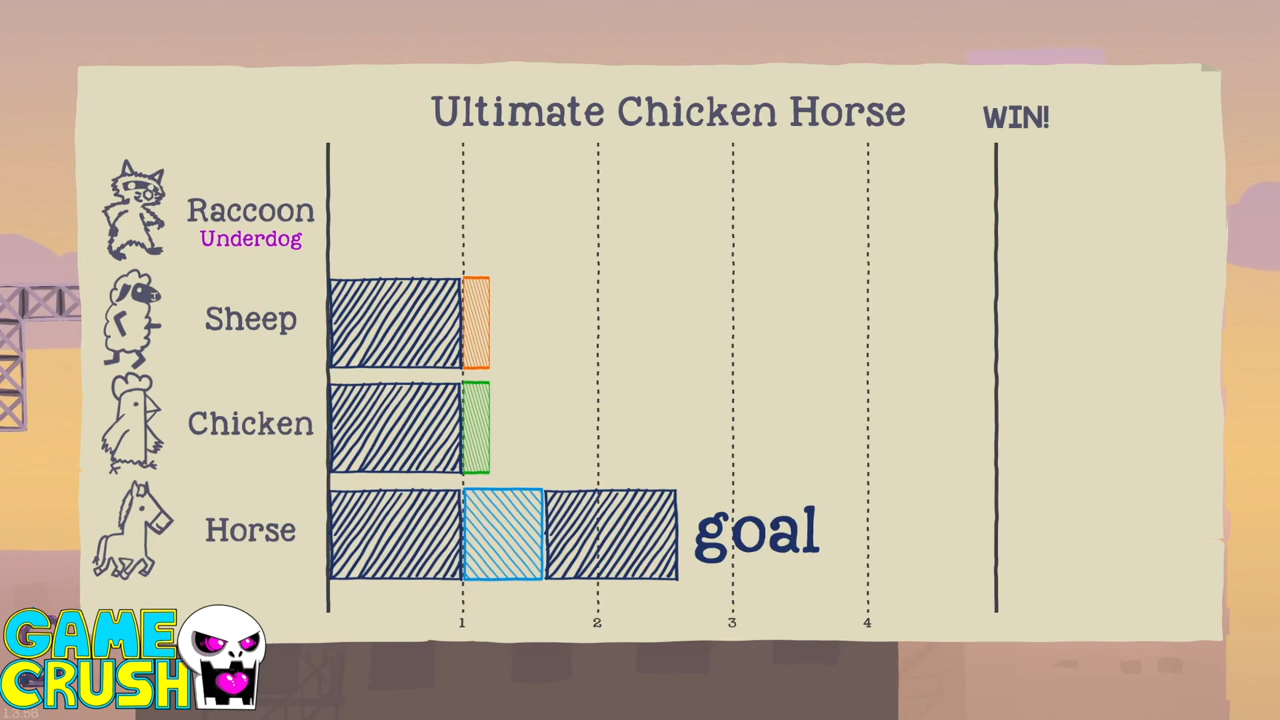 Ultimate Chicken Horse
WIN!
Raccoon
Underdog
Sheep
Chicken
Horse
goal
1 2 3 4
GAME
CRUSH